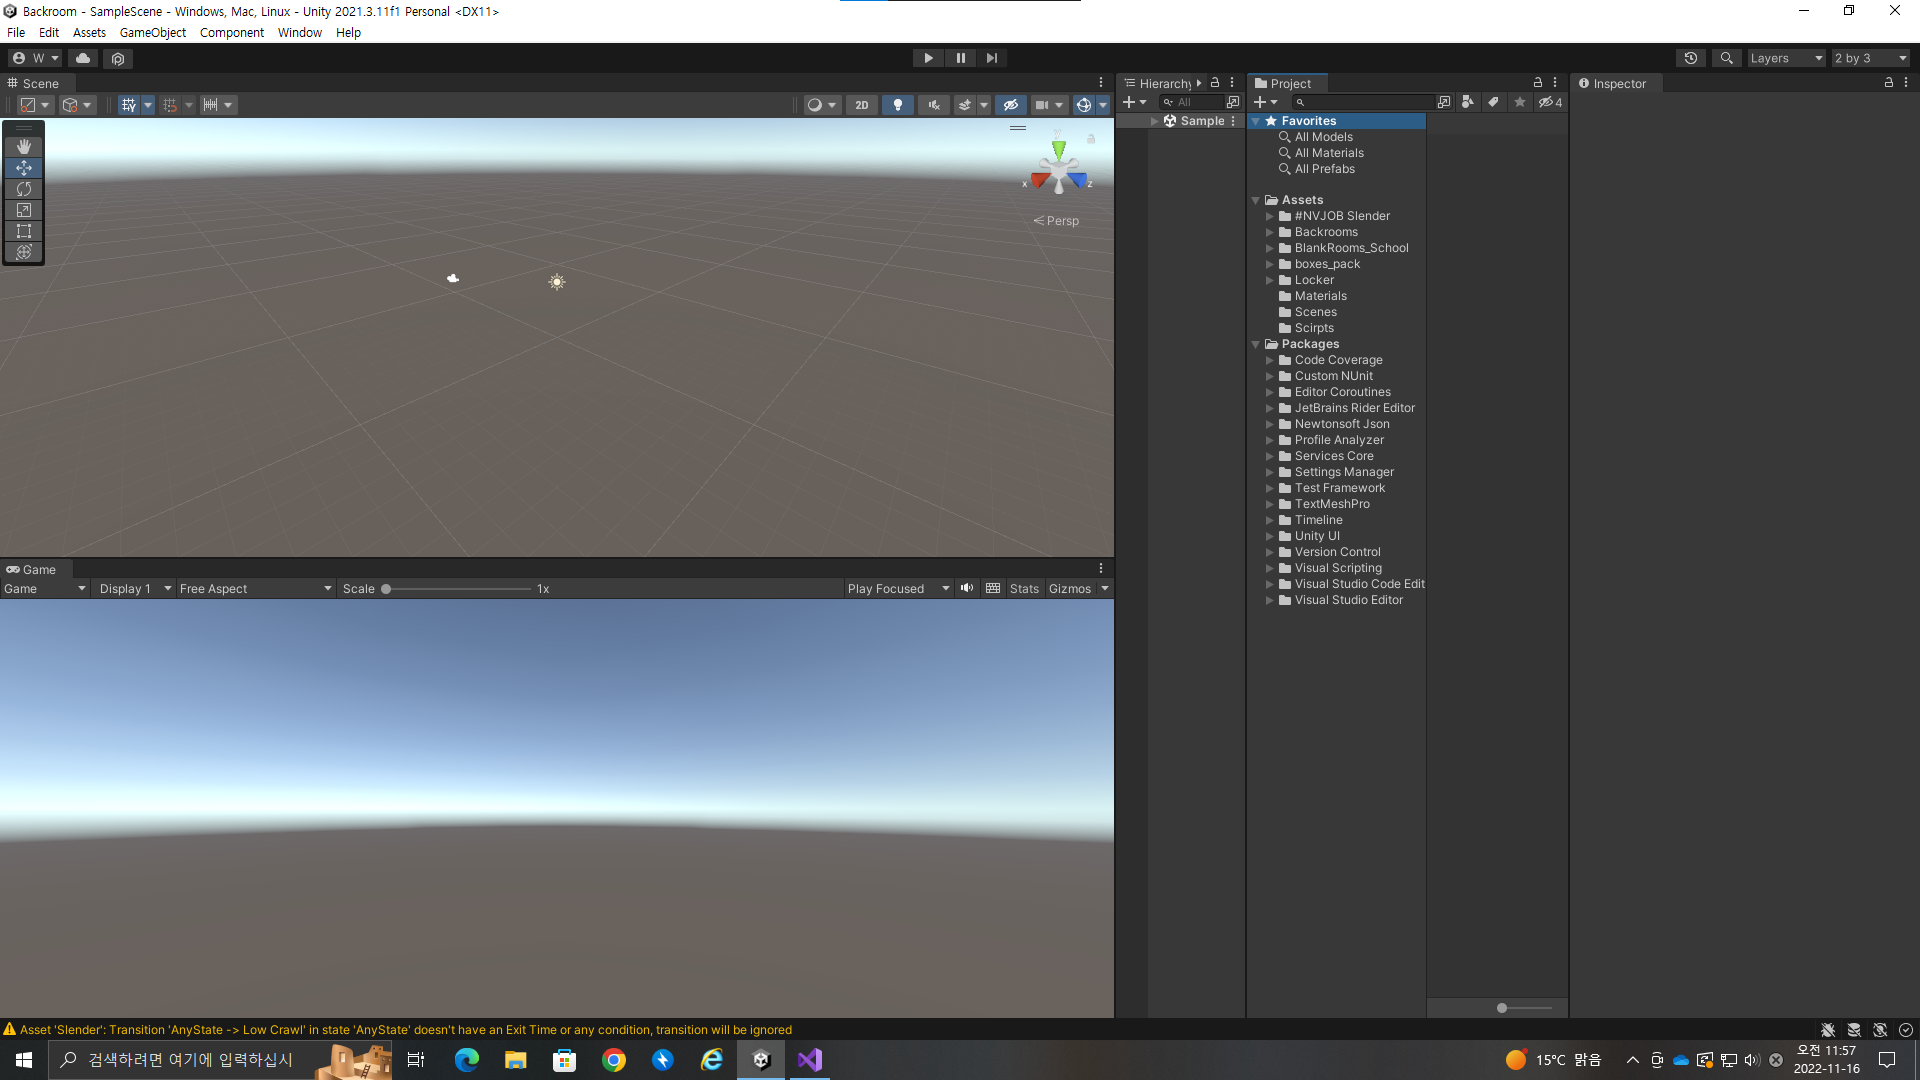 Backroom - SampleScene - Windows, Mac, Linux - Unity 2021.3.11f1 Personal <DX11>
File Edit Assets GameObject Component Window Help
W
Layers
2 by 3
Scene
2D
y
x
z
Persp
Game
Game
Display 1
Free Aspect
Scale
1x
Play Focused
Stats
Gizmos
Hierarchy
All
Sample
Project
4
Favorites
All Models
All Materials
All Prefabs
Assets
#NVJOB Slender
Backrooms
BlankRooms_School
boxes_pack
Locker
Materials
Scenes
Scirpts
Packages
Code Coverage
Custom NUnit
Editor Coroutines
JetBrains Rider Editor
Newtonsoft Json
Profile Analyzer
Services Core
Settings Manager
Test Framework
TextMeshPro
Timeline
Unity UI
Version Control
Visual Scripting
Visual Studio Code Edit
Visual Studio Editor
Inspector
Asset 'Slender': Transition 'AnyState -> Low Crawl' in state 'AnyState' doesn't have an Exit Time or any condition, transition will be ignored
검색하려면 여기에 입력하십시
15°C 맑음
오전 11:57
2022-11-16